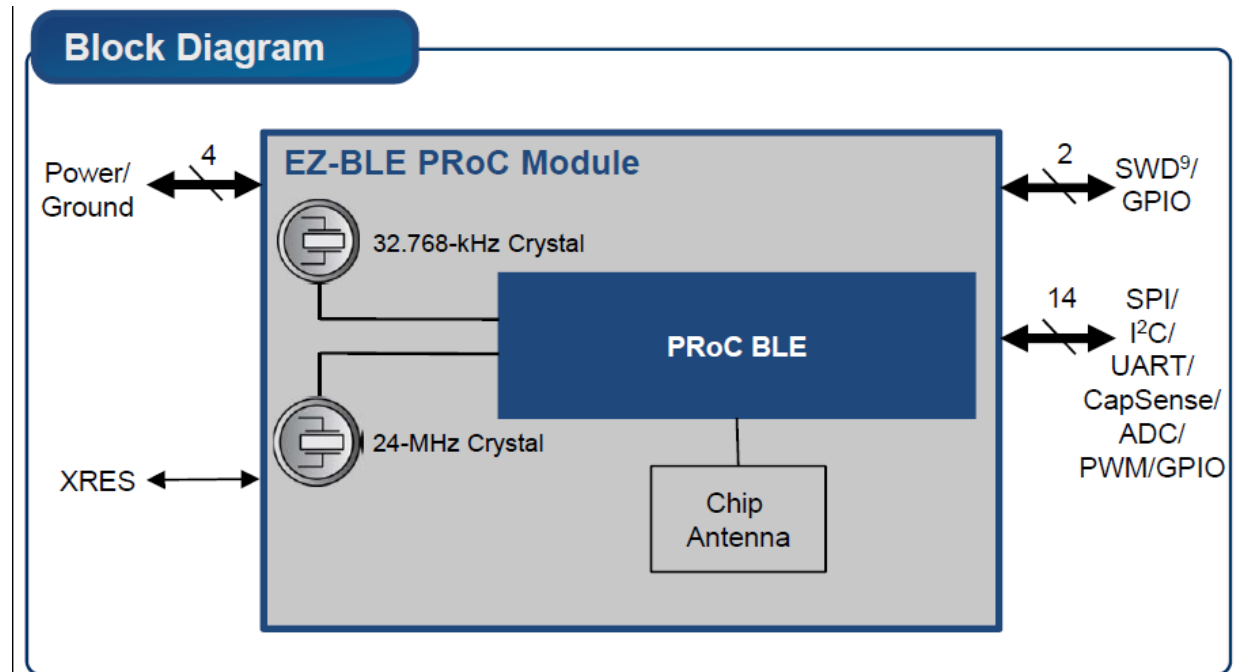 Block Diagram
EZ-BLE PRoC Module
4
Power/
Ground
32.768-kHz Crystal
PRoC BLE
24-MHz Crystal
XRES
Chip
Antenna
2
SWD⁹/
GPIO
14
SPI/
I²C/
UART/
CapSense/
ADC/
PWM/GPIO